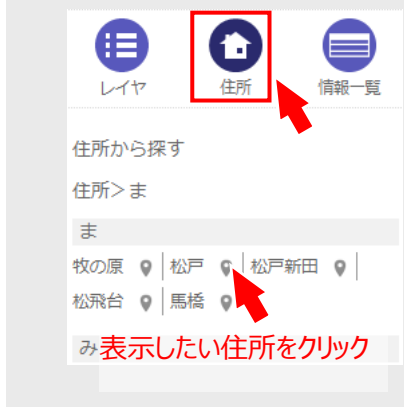 レイヤ 住所 情報一覧
住所から探す
住所> ま
ま
牧の原 松戸 松戸新田
松飛台 馬橋
み
表示したい住所をクリック